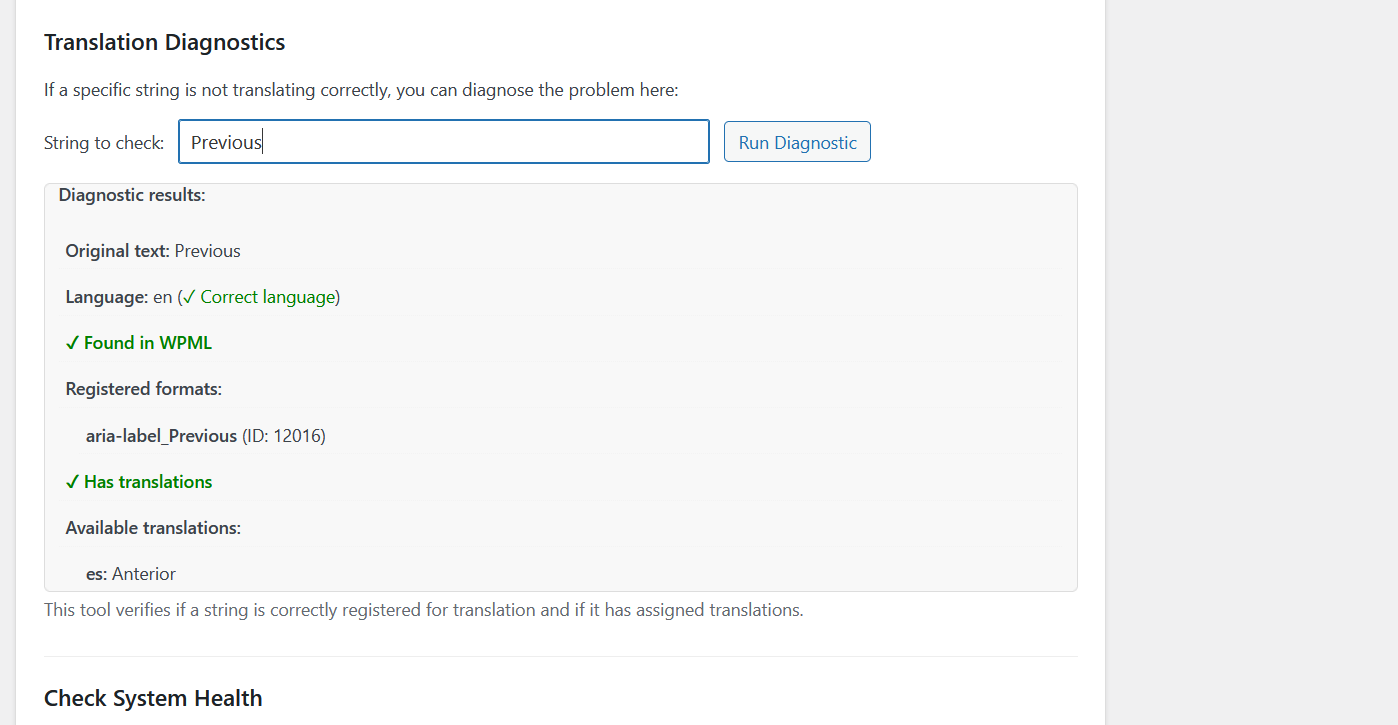 Translation Diagnostics
If a specific string is not translating correctly, you can diagnose the problem here:
String to check: Previous Run Diagnostic
Diagnostic results:
Original text: Previous
Language: en (✓ Correct language)
✓ Found in WPML
Registered formats:
aria-label_Previous (ID: 12016)
✓ Has translations
Available translations:
es: Anterior
This tool verifies if a string is correctly registered for translation and if it has assigned translations.
Check System Health